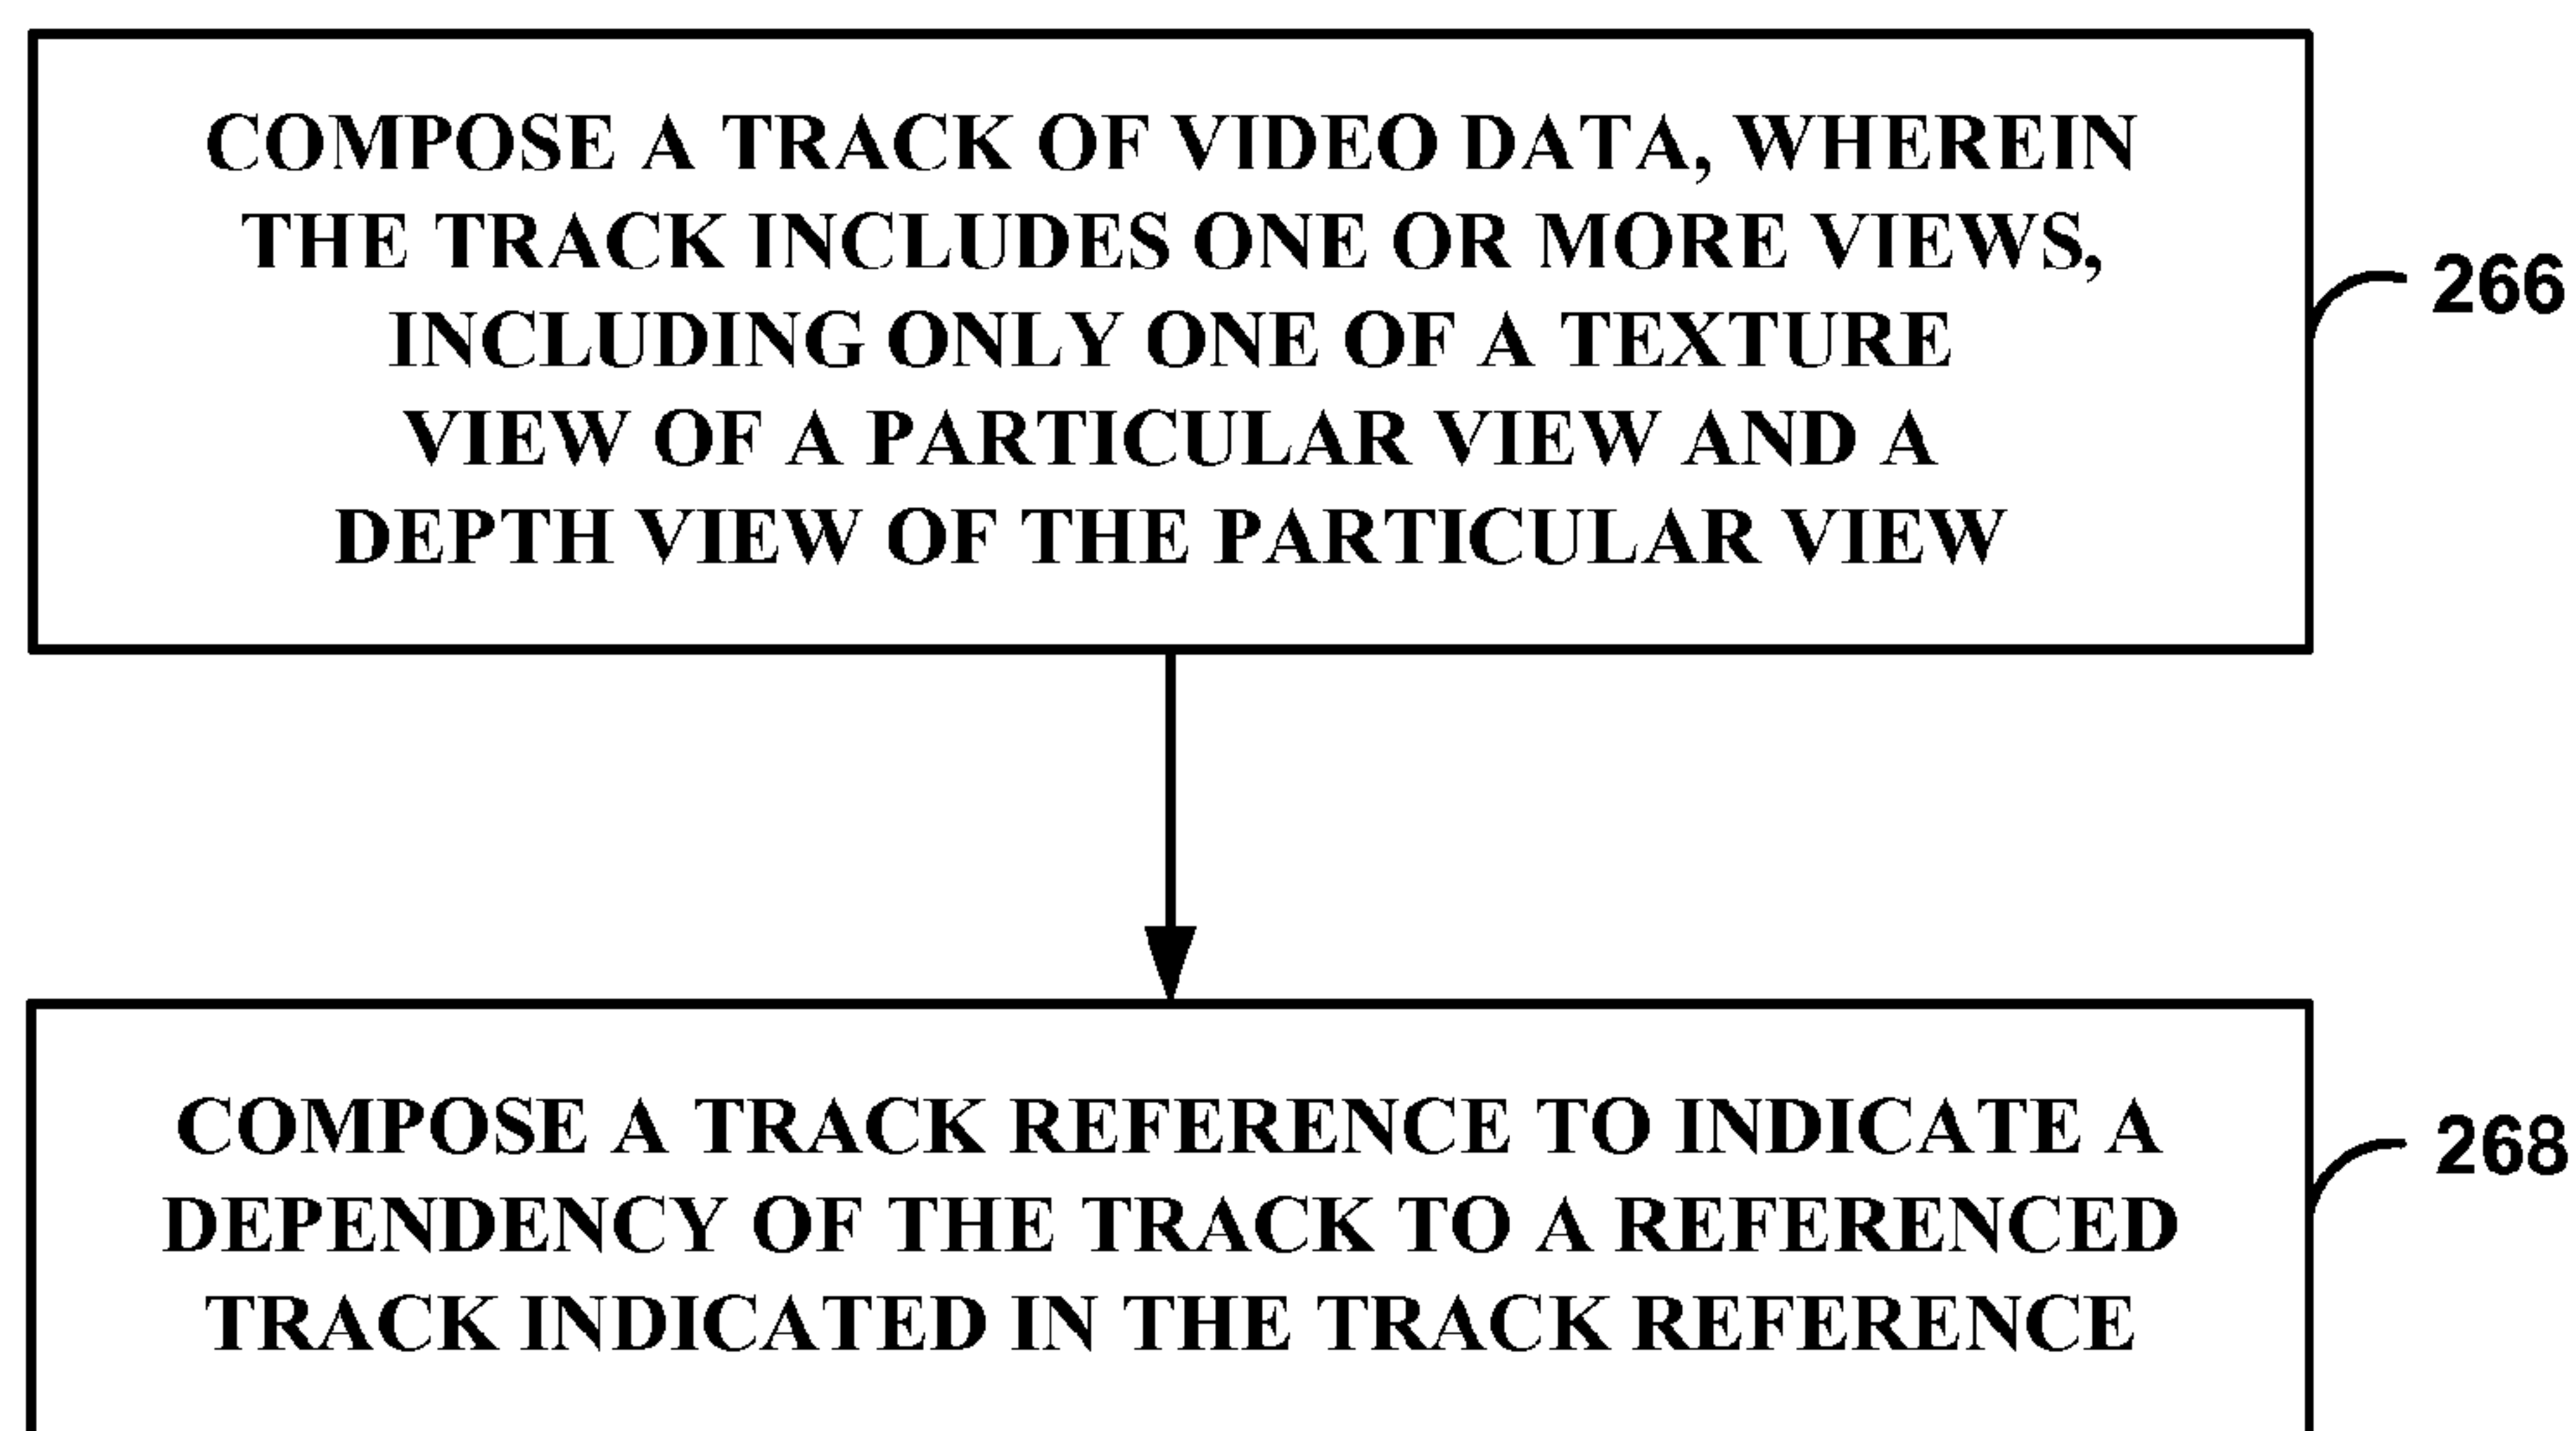 COMPOSE A TRACK OF VIDEO DATA, WHEREIN
THE TRACK INCLUDES ONE OR MORE VIEWS,
INCLUDING ONLY ONE OF A TEXTURE
VIEW OF A PARTICULAR VIEW AND A
DEPTH VIEW OF THE PARTICULAR VIEW
266
COMPOSE A TRACK REFERENCE TO INDICATE A
DEPENDENCY OF THE TRACK TO A REFERENCED
TRACK INDICATED IN THE TRACK REFERENCE
268